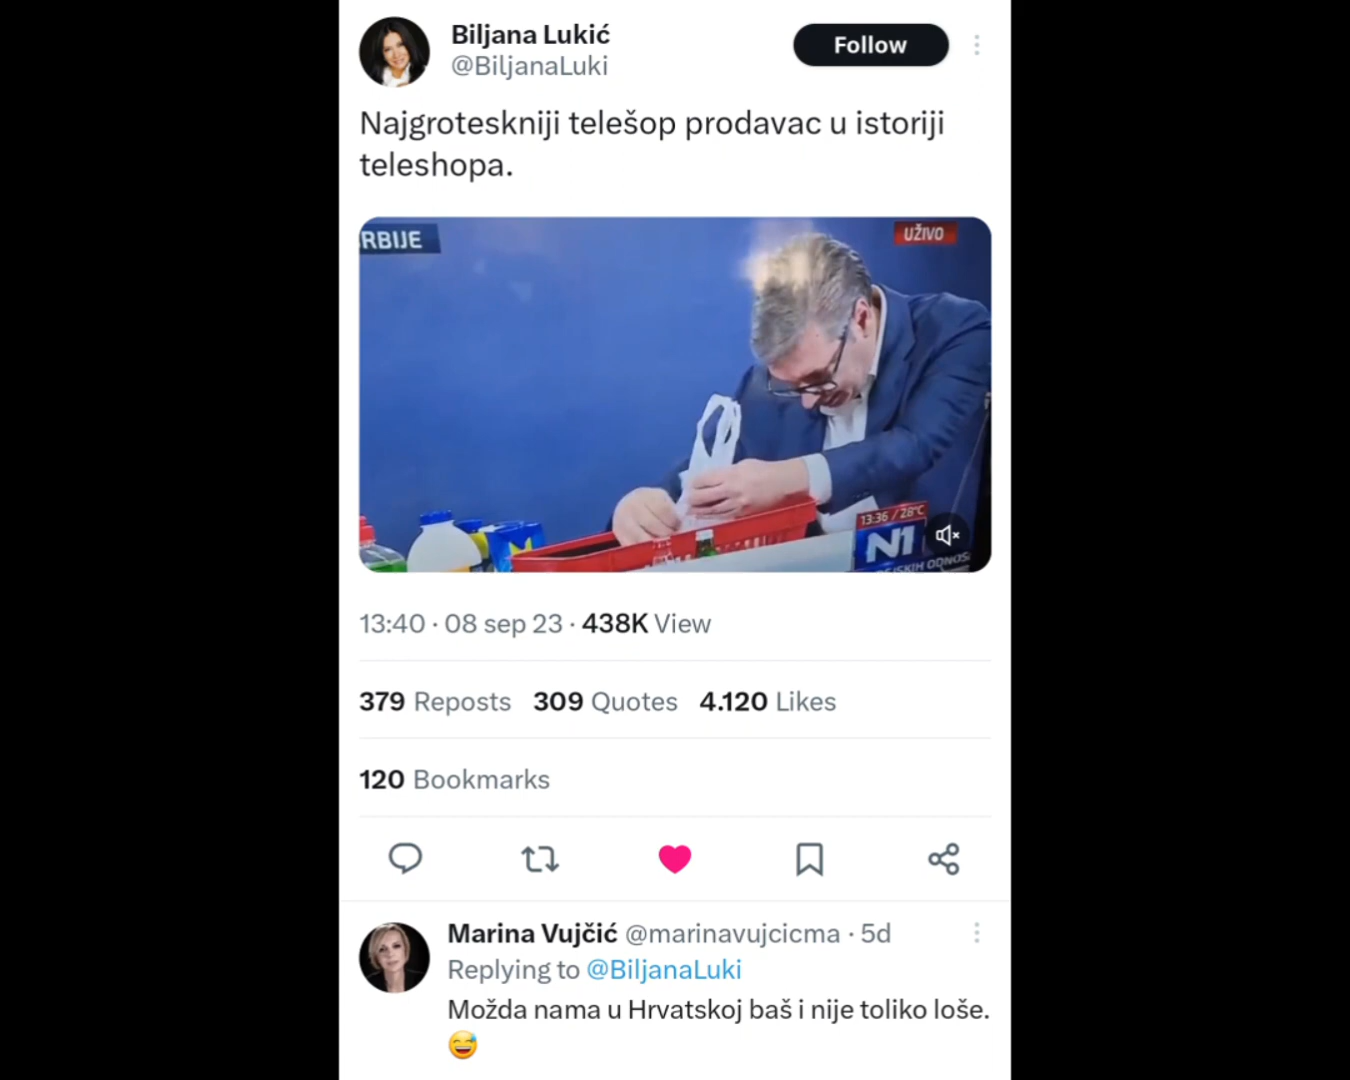 Biljana Lukić
@BiljanaLuki
Follow
Najgroteskniji telešop prodavac u istoriji
teleshopa.
RBIJE
UŽIVO
13:36 / 28°C
N1
13:40 · 08 sep 23 · 438K View
379 Reposts 309 Quotes 4.120 Likes
120 Bookmarks
Marina Vujčić @marinavujcicma · 5d
Replying to @BiljanaLuki
Možda nama u Hrvatskoj baš i nije toliko loše.
😅